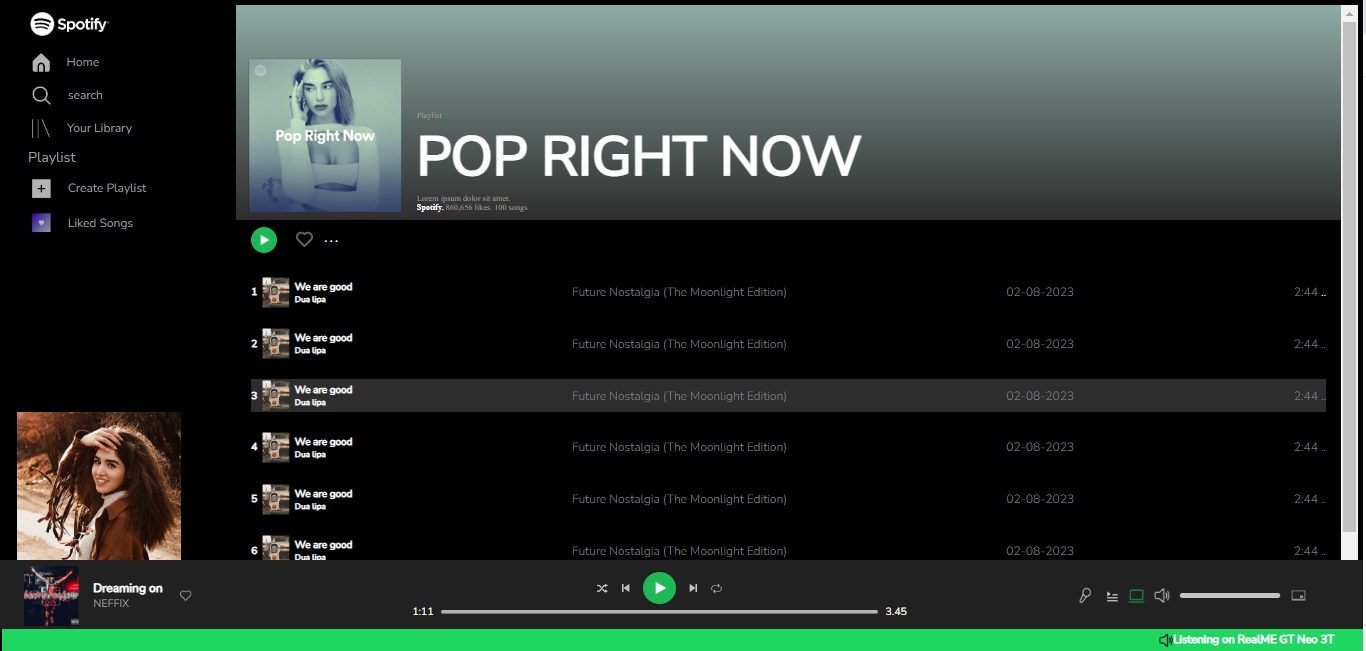 Spotify
Home
search
Your Library
Playlist
Create Playlist
Liked Songs
Pop Right Now
Playlist
POP RIGHT NOW
Lorem ipsum dolor sit amet.
Spotify. 860,656 likes. 100 songs
...
1 We are good Future Nostalgia (The Moonlight Edition) 02-08-2023 2:44 ..
Dua lipa
2 We are good Future Nostalgia (The Moonlight Edition) 02-08-2023 2:44 ..
Dua lipa
3 We are good Future Nostalgia (The Moonlight Edition) 02-08-2023 2:44 ..
Dua lipa
4 We are good Future Nostalgia (The Moonlight Edition) 02-08-2023 2:44 ..
Dua lipa
5 We are good Future Nostalgia (The Moonlight Edition) 02-08-2023 2:44 ..
Dua lipa
6 We are good Future Nostalgia (The Moonlight Edition) 02-08-2023 2:44 ..
Dua lipa
Dreaming on
NEFFIX
1:11 3.45
Listening on RealME GT Neo 3T